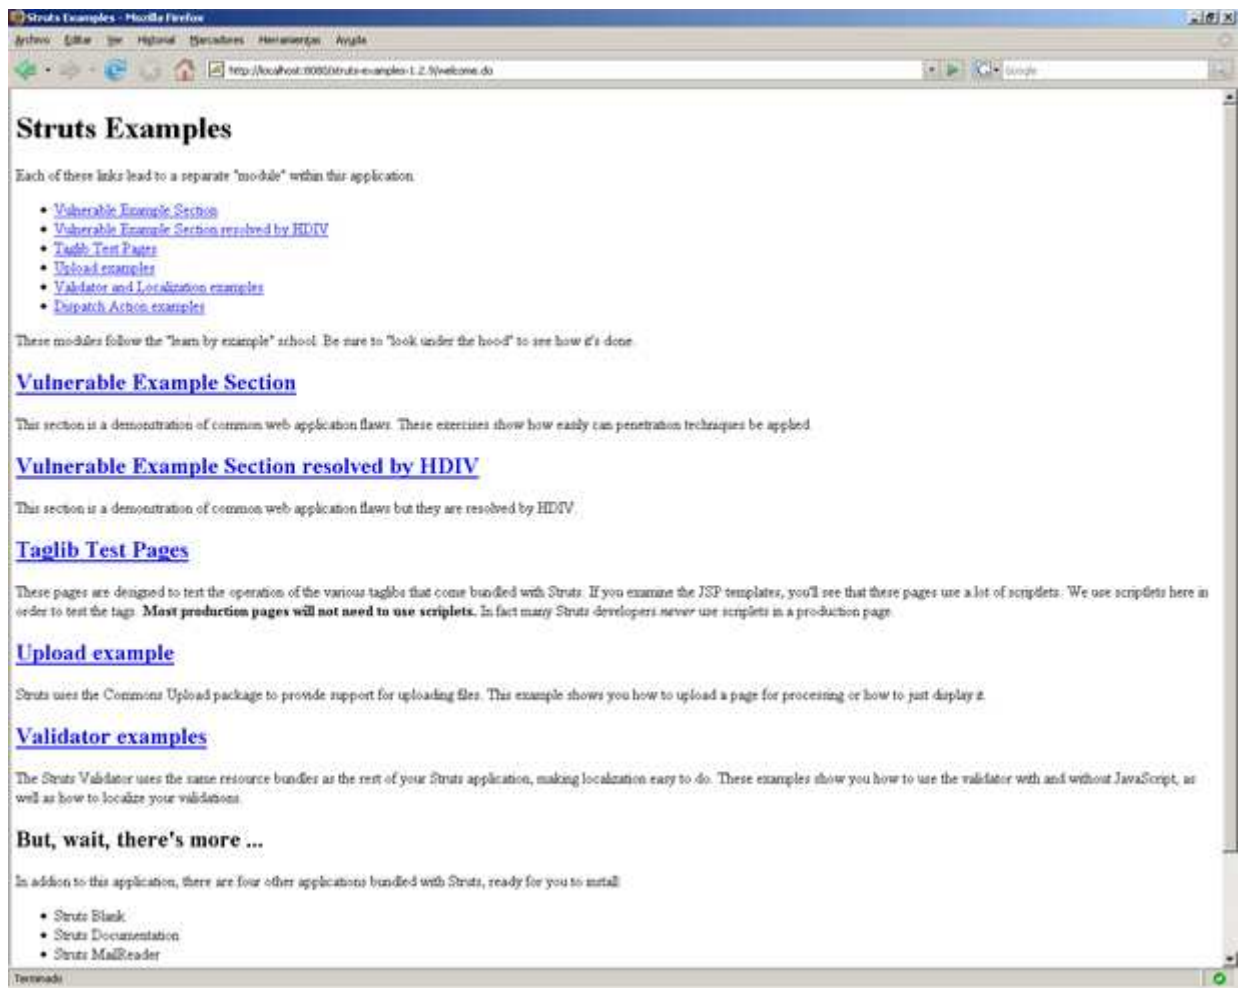 Struts Examples - Mozilla Firefox
Archivo Editar Ver Historial Marcadores Herramientas Ayuda
http://localhost:8080/struts-examples-1.2.9/welcome.do
Google
Struts Examples
Each of these links lead to a separate "module" within this application.
Vulnerable Example Section
Vulnerable Example Section resolved by HDIV
Taglib Test Pages
Upload examples
Validator and Localization examples
Dispatch Action examples
These modules follow the "learn by example" school. Be sure to "look under the hood" to see how it's done.
Vulnerable Example Section
This section is a demonstration of common web application flaws. These exercises show how easily can penetration techniques be applied.
Vulnerable Example Section resolved by HDIV
This section is a demonstration of common web application flaws but they are resolved by HDIV.
Taglib Test Pages
These pages are designed to test the operation of the various taglibs that come bundled with Struts. If you examine the JSP templates, you'll see that these pages use a lot of scriptlets. We use scriptlets here in
order to test the tags. Most production pages will not need to use scriplets. In fact many Struts developers never use scriplets in a production page.
Upload example
Struts uses the Commons Upload package to provide support for uploading files. This example shows you how to upload a page for processing or how to just display it.
Validator examples
The Struts Validator uses the same resource bundles as the rest of your Struts application, making localization easy to do. These examples show you how to use the validator with and without JavaScript, as
well as how to localize your validations.
But, wait, there's more ...
In addion to this application, there are four other applications bundled with Struts, ready for you to install:
Struts Blank
Struts Documentation
Struts MailReader
Terminado